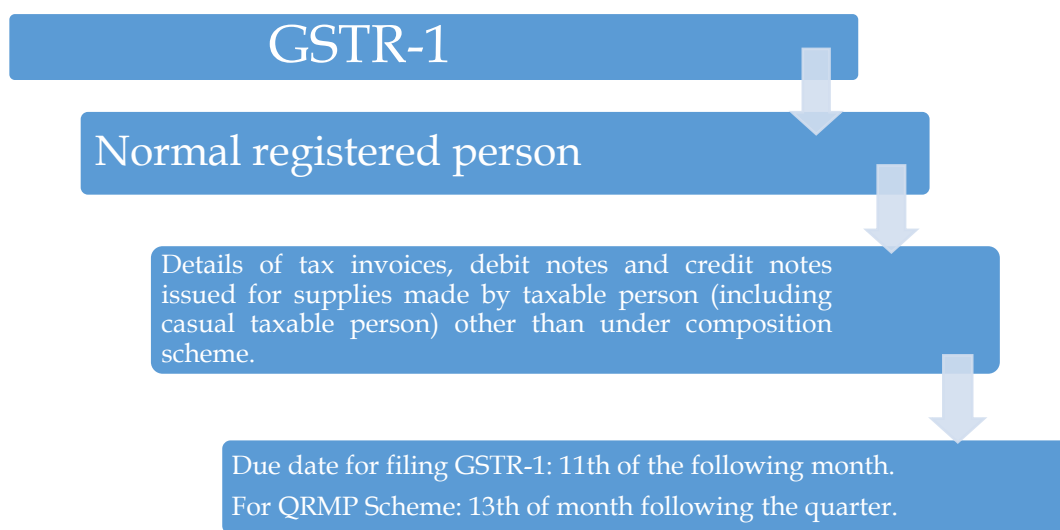 GSTR-1
Normal registered person
Details of tax invoices, debit notes and credit notes
issued for supplies made by taxable person (including
casual taxable person) other than under composition
scheme.
Due date for filing GSTR-1: 11th of the following month.
For QRMP Scheme: 13th of month following the quarter.